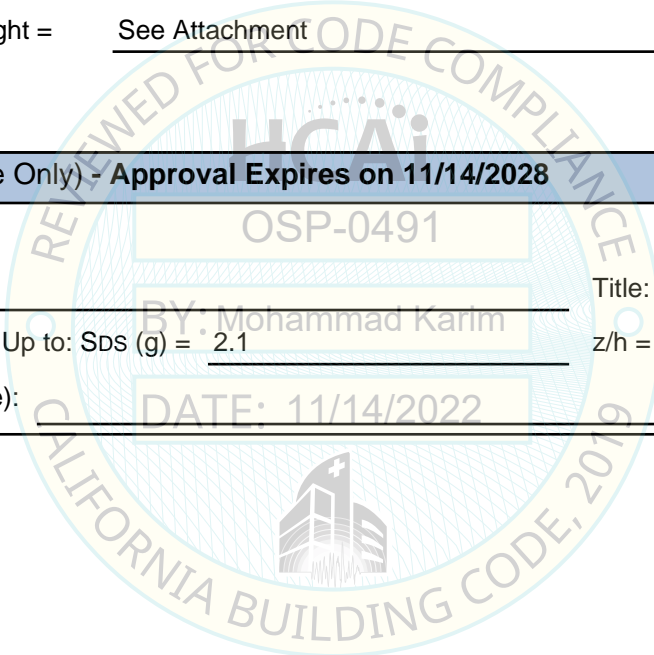 ght = See Attachment
REVIEWED FOR CODE COMPLIANCE
HCAi
e Only) - Approval Expires on 11/14/2028
OSP-0491
Title:
BY: Mohammad Karim
Up to: SDS (g) = 2.1 z/h =
e):
DATE: 11/14/2022
CALIFORNIA BUILDING CODE, 2019